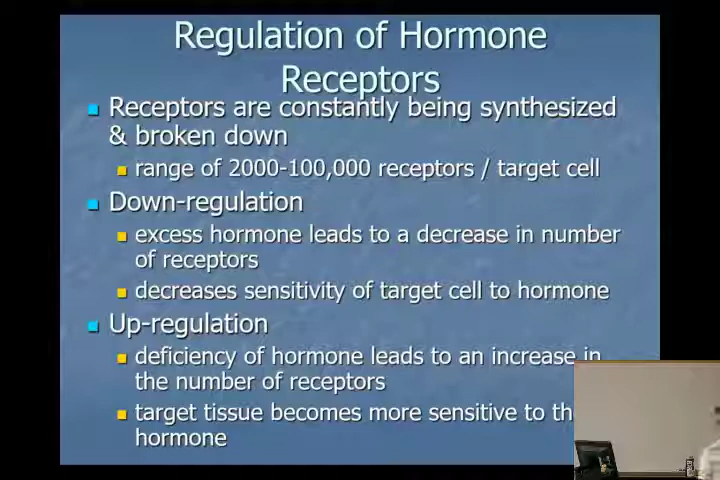 Regulation of Hormone
Receptors
Receptors are constantly being synthesized
& broken down
range of 2000-100,000 receptors / target cell
Down-regulation
excess hormone leads to a decrease in number
of receptors
decreases sensitivity of target cell to hormone
Up-regulation
deficiency of hormone leads to an increase in
the number of receptors
target tissue becomes more sensitive to
hormone